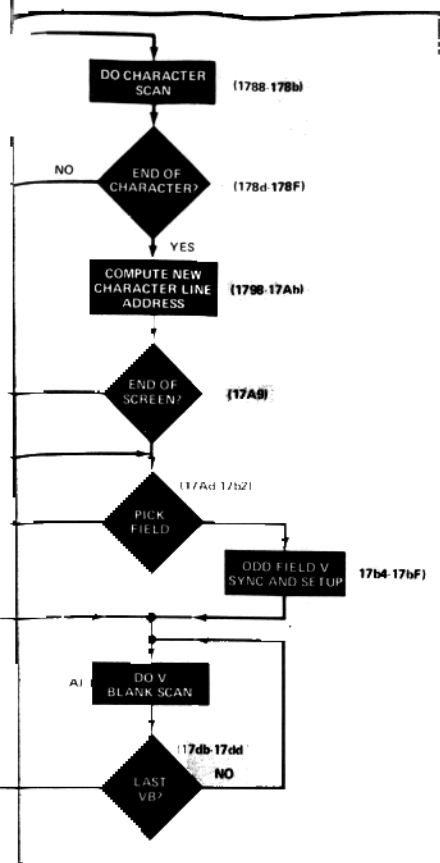 DO CHARACTER
SCAN
(1788-178b)
NO
END OF
CHARACTER?
(178d-178F)
YES
COMPUTE NEW
CHARACTER LINE
ADDRESS
(1798-17Ab)
END OF
SCREEN?
(17A9)
(17Ad-17b2)
PICK
FIELD
ODD FIELD V
SYNC AND SETUP
17b4-17bF)
A)
DO V
BLANK SCAN
(17db-17dd
NO
LAST
VB?